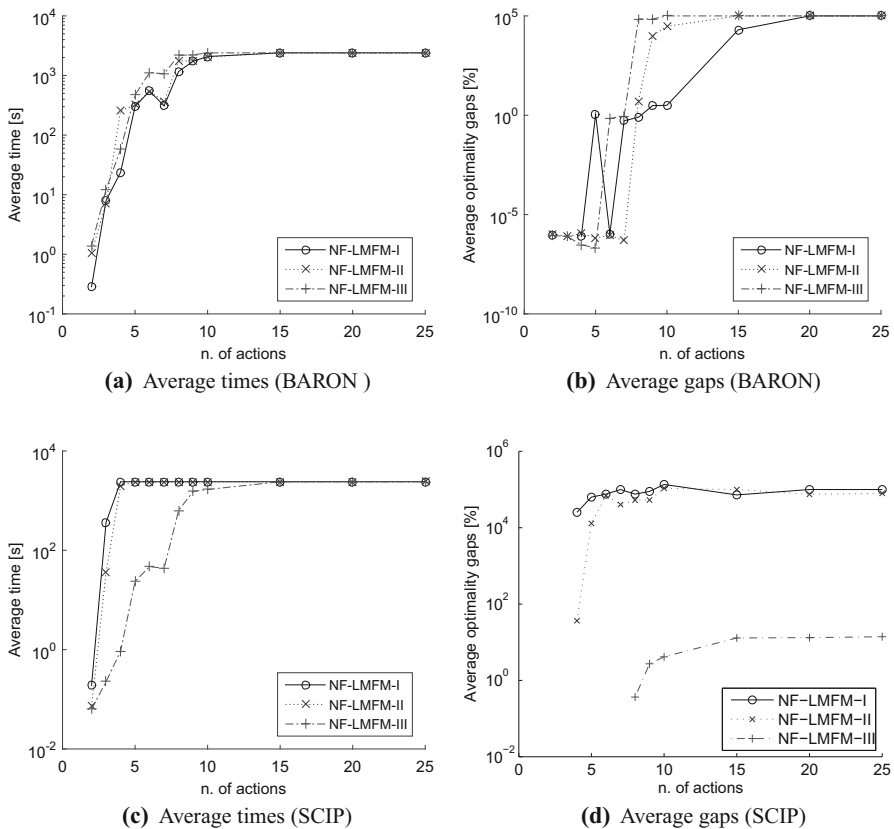 10^4
10^3
10^2
10^1
10^0
10^-1
Average time [s]
NF-LMFM-I
NF-LMFM-II
NF-LMFM-III
0 5 10 15 20 25
n. of actions
(a) Average times (BARON )
10^5
10^0
10^-5
10^-10
Average optimality gaps [%]
NF-LMFM-I
NF-LMFM-II
NF-LMFM-III
0 5 10 15 20 25
n. of actions
(b) Average gaps (BARON)
10^4
10^2
10^0
10^-2
Average time [s]
NF-LMFM-I
NF-LMFM-II
NF-LMFM-III
0 5 10 15 20 25
n. of actions
(c) Average times (SCIP)
10^6
10^4
10^2
10^0
10^-2
Average optimality gaps [%]
NF−LMFM−I
NF−LMFM−II
NF−LMFM−III
0 5 10 15 20 25
n. of actions
(d) Average gaps (SCIP)